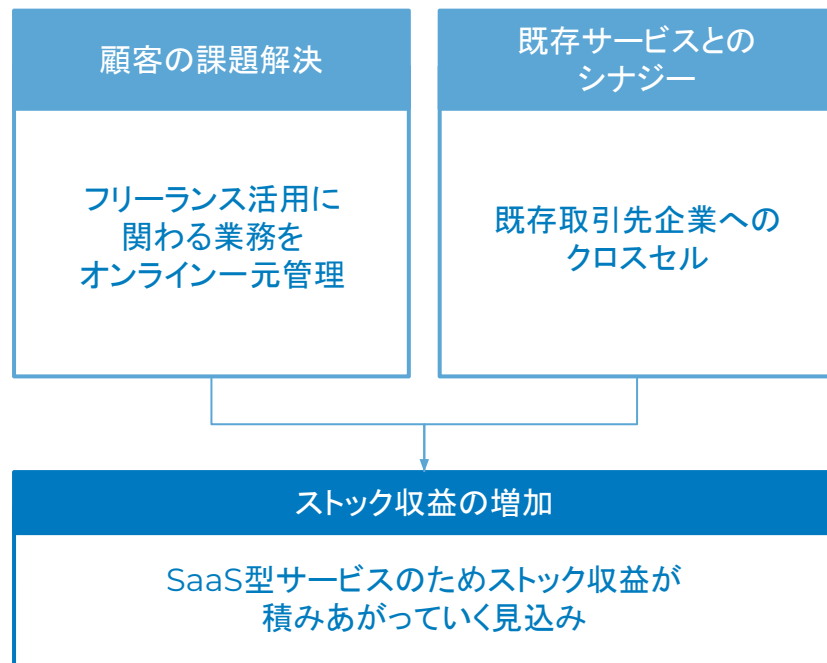 顧客の課題解決
フリーランス活用に
関わる業務を
オンライン一元管理
既存サービスとの
シナジー
既存取引先企業への
クロスセル
ストック収益の増加
SaaS型サービスのためストック収益が
積みあがっていく見込み